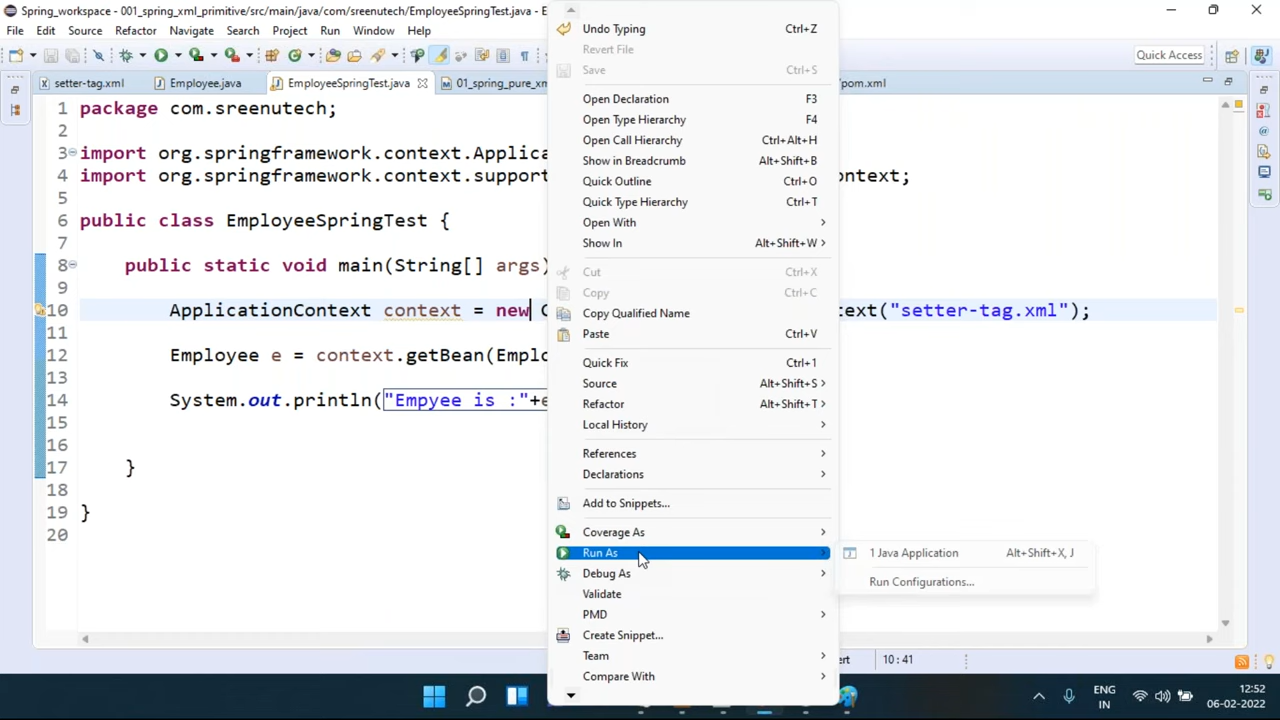 Spring_workspace - 001_spring_xml_primitive/src/main/java/com/sreenutech/EmployeeSpringTest.java - E
File Edit Source Refactor Navigate Search Project Run Window Help
Quick Access
setter-tag.xml Employee.java EmployeeSpringTest.java 01_spring_pure_xm pom.xml
1 package com.sreenutech;
2
3 import org.springframework.context.Applica
4 import org.springframework.context.support ontext;
5
6 public class EmployeeSpringTest {
7
8 public static void main(String[] args)
9
10 ApplicationContext context = new C text("setter-tag.xml");
11
12 Employee e = context.getBean(Emplo
13
14 System.out.println("Empyee is :"+e
15
16
17 }
18
19 }
20
Undo Typing Ctrl+Z
Revert File
Save Ctrl+S
Open Declaration F3
Open Type Hierarchy F4
Open Call Hierarchy Ctrl+Alt+H
Show in Breadcrumb Alt+Shift+B
Quick Outline Ctrl+O
Quick Type Hierarchy Ctrl+T
Open With
Show In Alt+Shift+W
Cut Ctrl+X
Copy Ctrl+C
Copy Qualified Name
Paste Ctrl+V
Quick Fix Ctrl+1
Source Alt+Shift+S
Refactor Alt+Shift+T
Local History
References
Declarations
Add to Snippets...
Coverage As
Run As
Debug As
Validate
PMD
Create Snippet...
Team
Compare With
1 Java Application Alt+Shift+X, J
Run Configurations...
ert 10:41
ENG
IN
12:52
06-02-2022